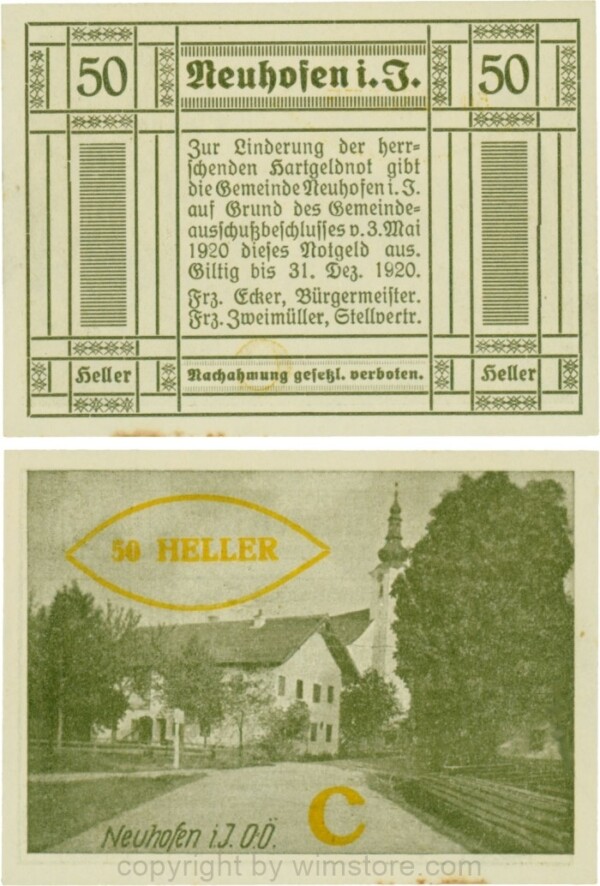 50 Neuhofen i. J. 50
Zur Linderung der herr=
schenden Hartgeldnot gibt
die Gemeinde Neuhofen i. J.
auf Grund des Gemeinde=
ausschußbeschlusses v. 3. Mai
1920 dieses Notgeld aus.
Giltig bis 31. Dez. 1920.
Frz. Ecker, Bürgermeister.
Frz. Zweimüller, Stellvertr.
Heller Nachahmung gesetzl. verboten. Heller
50 HELLER
C
Neuhofen i. J. O.Ö.
copyright by wimstore.com